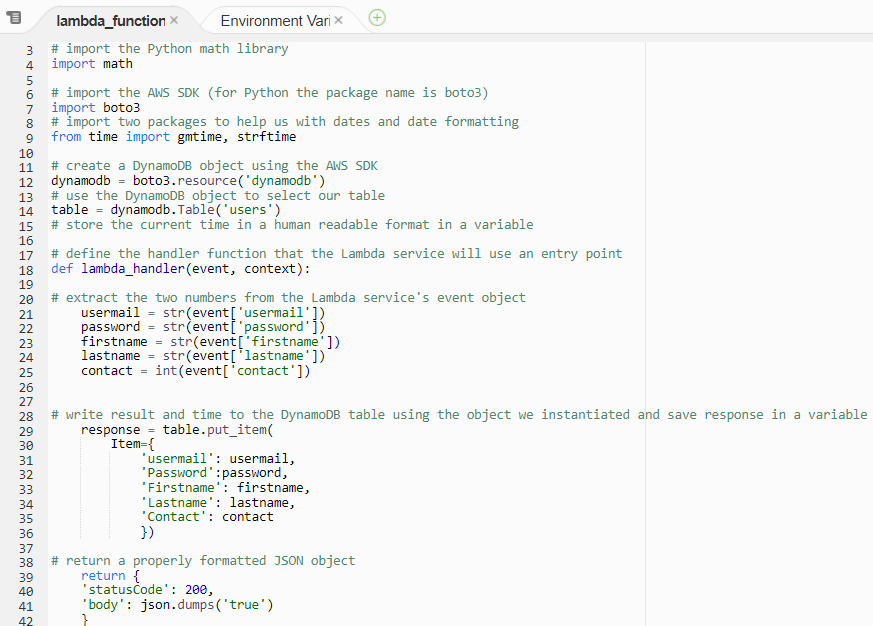 lambda_function × Environment Vari ×
3 # import the Python math library
4 import math
5
6 # import the AWS SDK (for Python the package name is boto3)
7 import boto3
8 # import two packages to help us with dates and date formatting
9 from time import gmtime, strftime
10
11 # create a DynamoDB object using the AWS SDK
12 dynamodb = boto3.resource('dynamodb')
13 # use the DynamoDB object to select our table
14 table = dynamodb.Table('users')
15 # store the current time in a human readable format in a variable
16
17 # define the handler function that the Lambda service will use an entry point
18 def lambda_handler(event, context):
19
20 # extract the two numbers from the Lambda service's event object
21     usermail = str(event['usermail'])
22     password = str(event['password'])
23     firstname = str(event['firstname'])
24     lastname = str(event['lastname'])
25     contact = int(event['contact'])
26
27
28 # write result and time to the DynamoDB table using the object we instantiated and save response in a variable
29     response = table.put_item(
30         Item={
31             'usermail': usermail,
32             'Password':password,
33             'Firstname': firstname,
34             'Lastname': lastname,
35             'Contact': contact
36             })
37
38 # return a properly formatted JSON object
39     return {
40     'statusCode': 200,
41     'body': json.dumps('true')
42     }